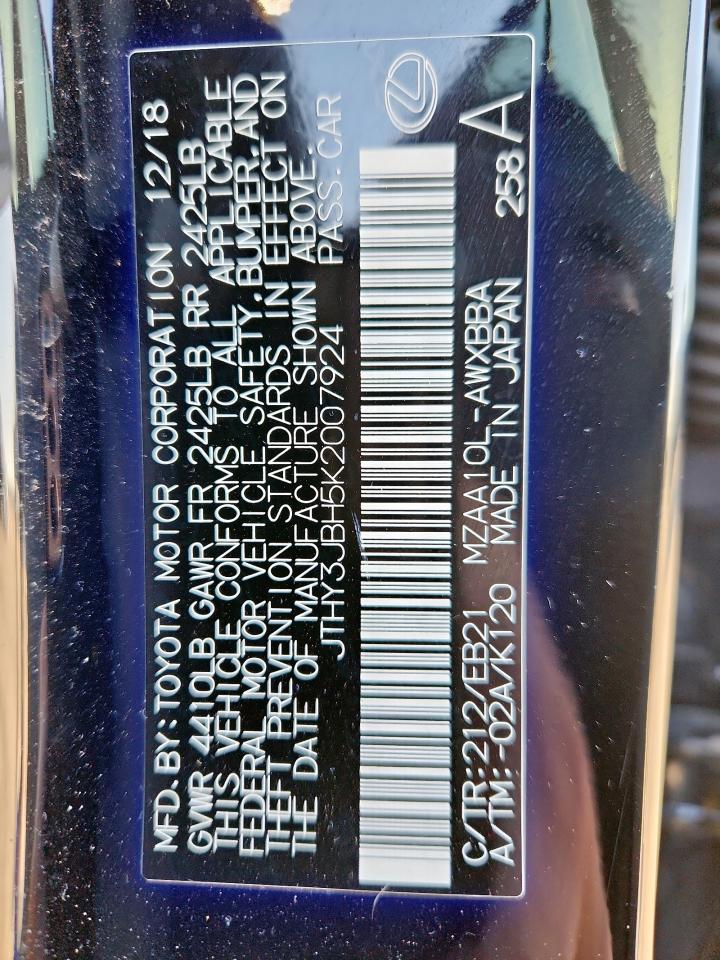 MFD. BY: TOYOTA MOTOR CORPORATION 12/18
GVWR 4410LB GAWR FR 2425LB RR 2425LB
THIS VEHICLE CONFORMS TO ALL APPLICABLE
FEDERAL MOTOR VEHICLE SAFETY, BUMPER, AND
THEFT PREVENTION STANDARDS IN EFFECT ON
THE DATE OF MANUFACTURE SHOWN ABOVE.
JTHY3JBH5K2007924 PASS. CAR
C/TR: 212/EB21 MZAA10L-AWXBBA 258 A
A/TM: -02A/K120 MADE IN JAPAN